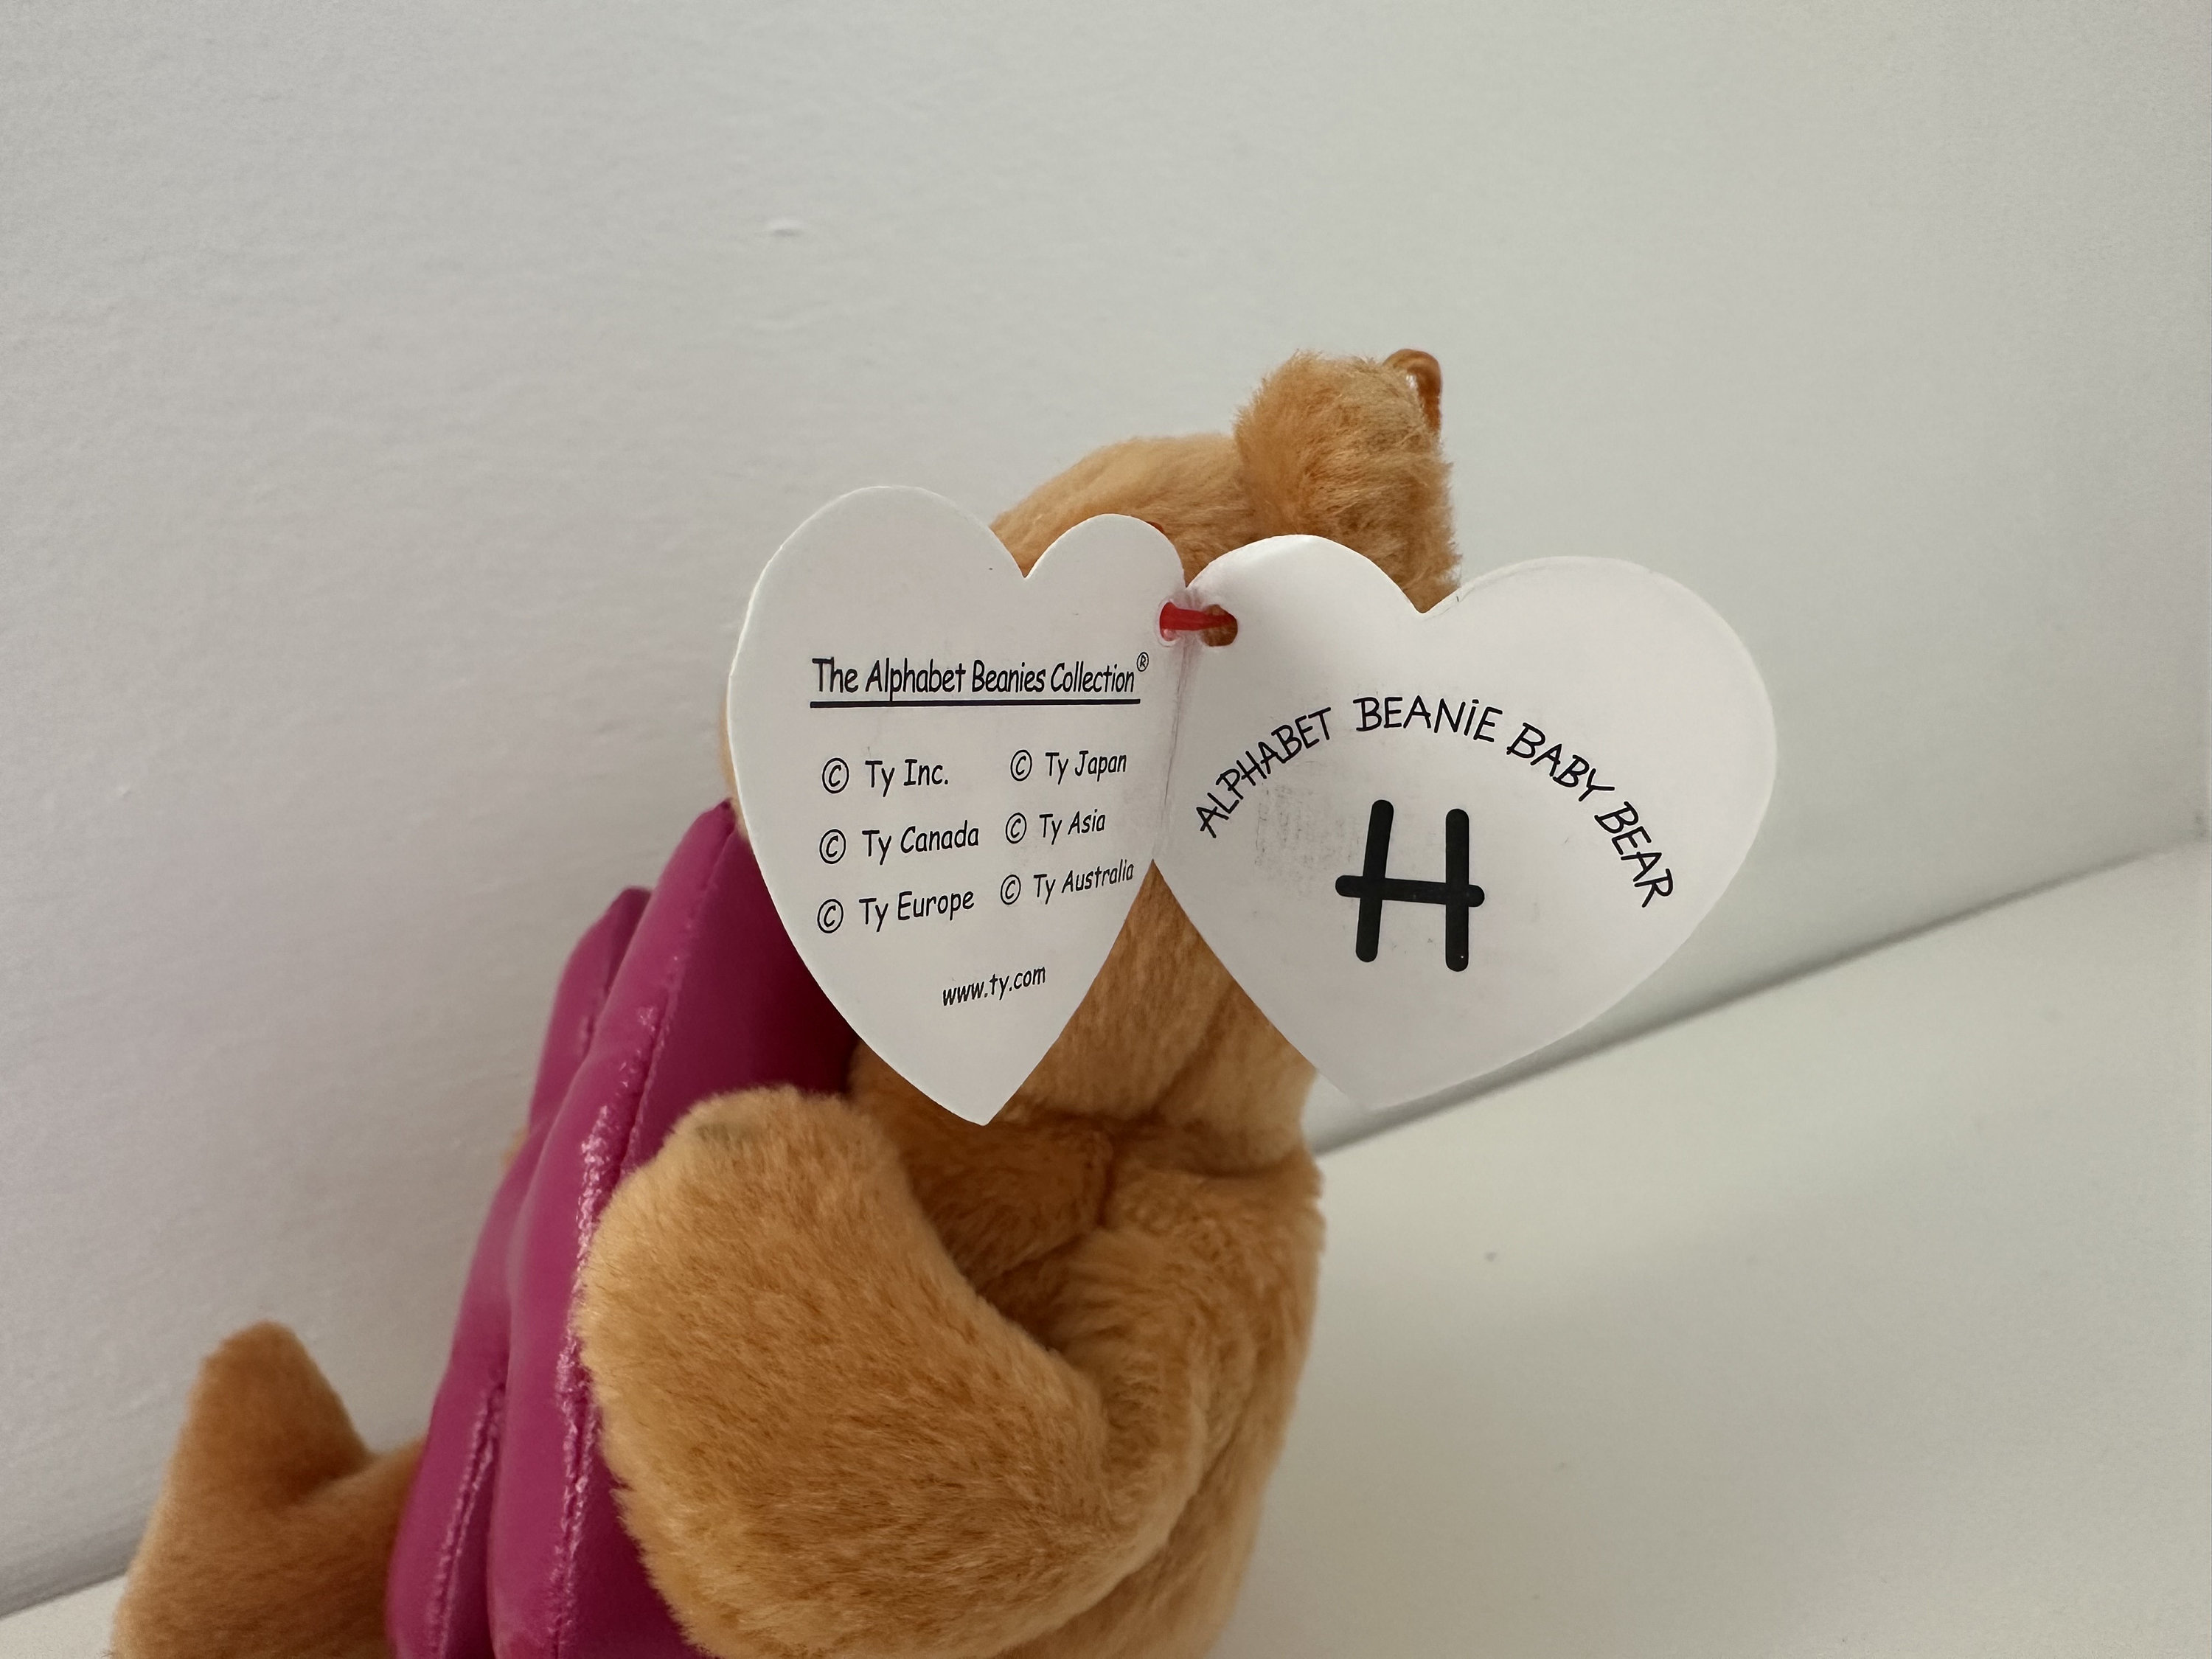 The Alphabet Beanies Collection®
© Ty Inc.
© Ty Japan
© Ty Canada
© Ty Asia
© Ty Europe
© Ty Australia
www.ty.com
ALPHABET BEANiE BABY BEAR
H